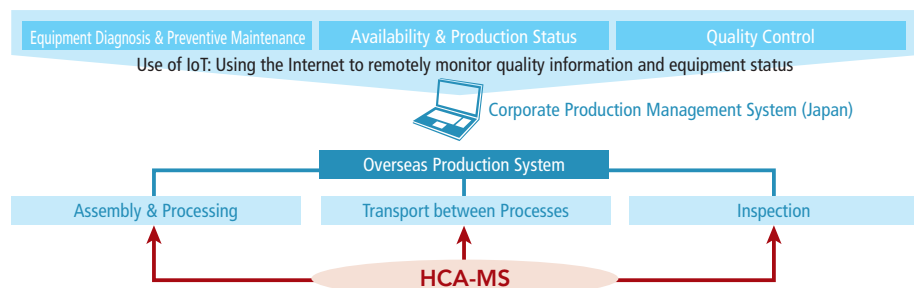 Equipment Diagnosis & Preventive Maintenance
Availability & Production Status
Quality Control
Use of IoT: Using the Internet to remotely monitor quality information and equipment status
Corporate Production Management System (Japan)
Overseas Production System
Assembly & Processing
Transport between Processes
Inspection
HCA-MS